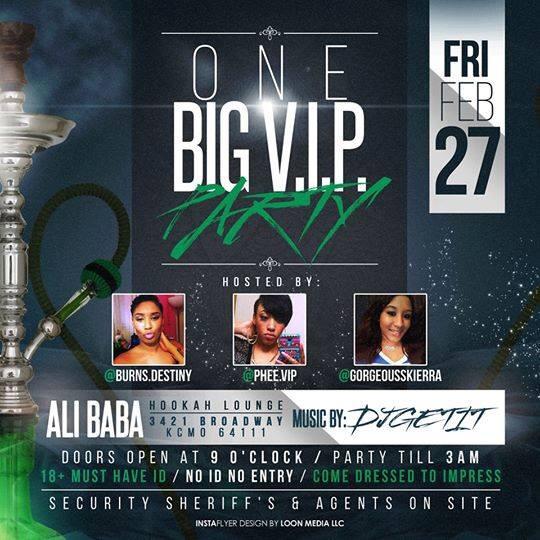 ONE
BIG V.I.P.
PARTY
FRI
FEB
27
HOSTED BY:
@BURNS.DESTINY
@PHEE.VIP
@GORGEOUSSKIERRA
ALI BABA
HOOKAH LOUNGE
3421 BROADWAY
KCMO 64111
MUSIC BY: DJGETIT
DOORS OPEN AT 9 O'CLOCK / PARTY TILL 3AM
18+ MUST HAVE ID / NO ID NO ENTRY / COME DRESSED TO IMPRESS
SECURITY SHERIFF'S & AGENTS ON SITE
INSTAFLYER DESIGN BY LOON MEDIA LLC